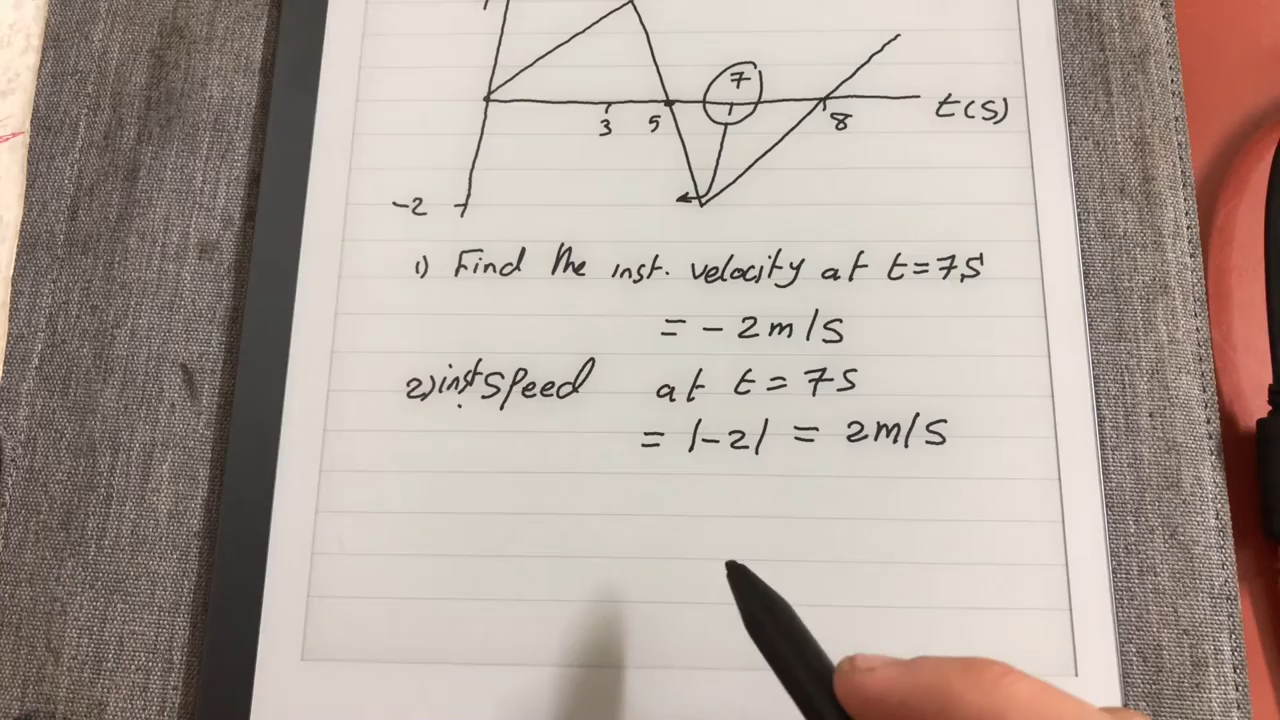 7
3 5 8 t(s)
-2
1) Find the inst. velocity at t=7s
= -2m/s
2) inst speed at t=7s
= |-2| = 2m/s